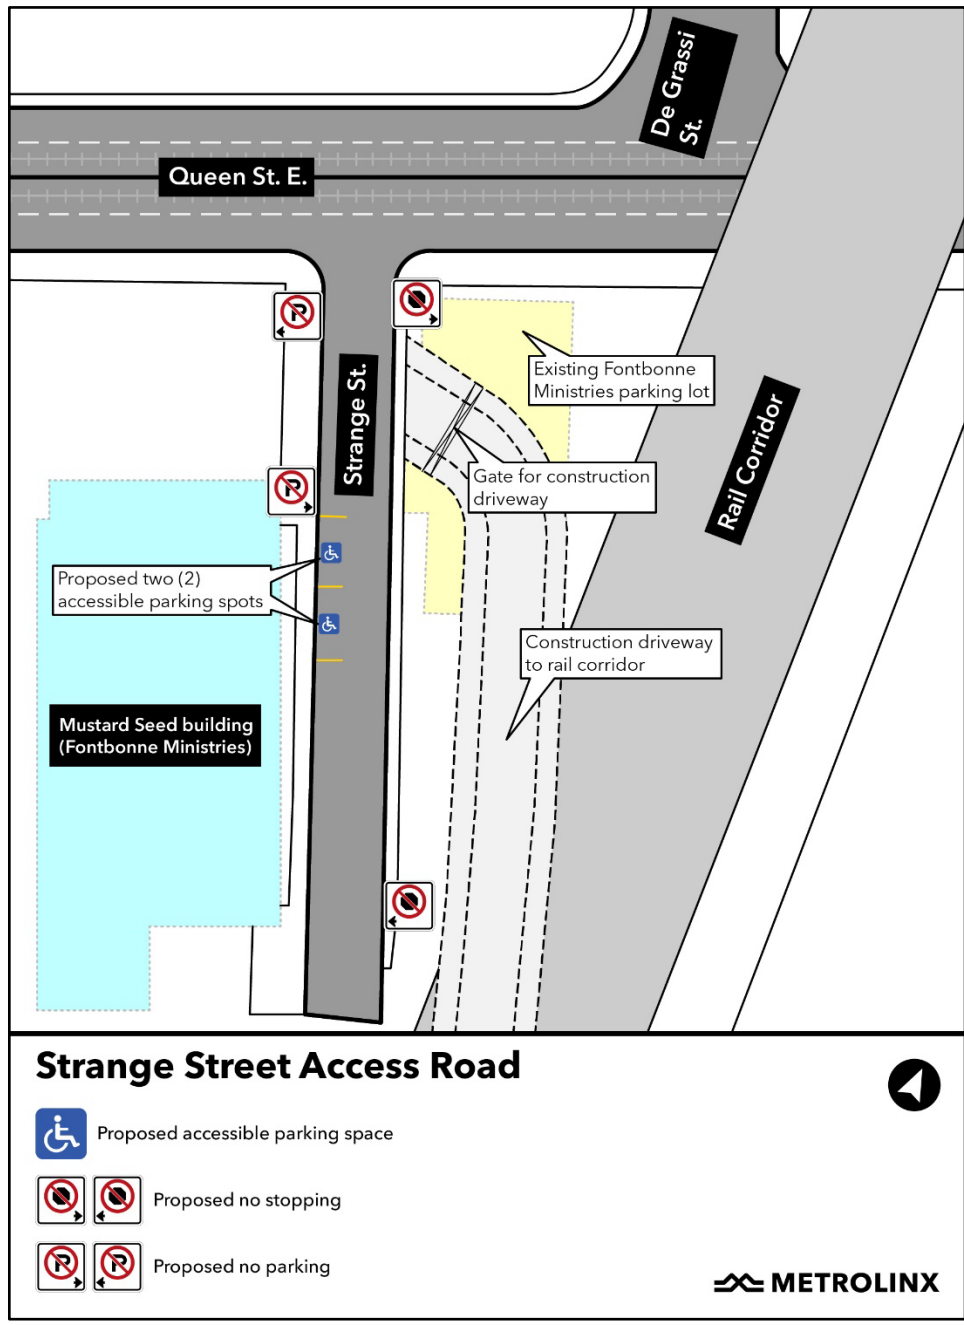 De Grassi
St.
Queen St. E.
P
Strange St.
Existing Fontbonne
Ministries parking lot
Rail Corridor
Gate for construction
driveway
P
Proposed two (2)
accessible parking spots
Construction driveway
to rail corridor
Mustard Seed building
(Fontbonne Ministries)
Strange Street Access Road
Proposed accessible parking space
Proposed no stopping
P P Proposed no parking
METROLINX